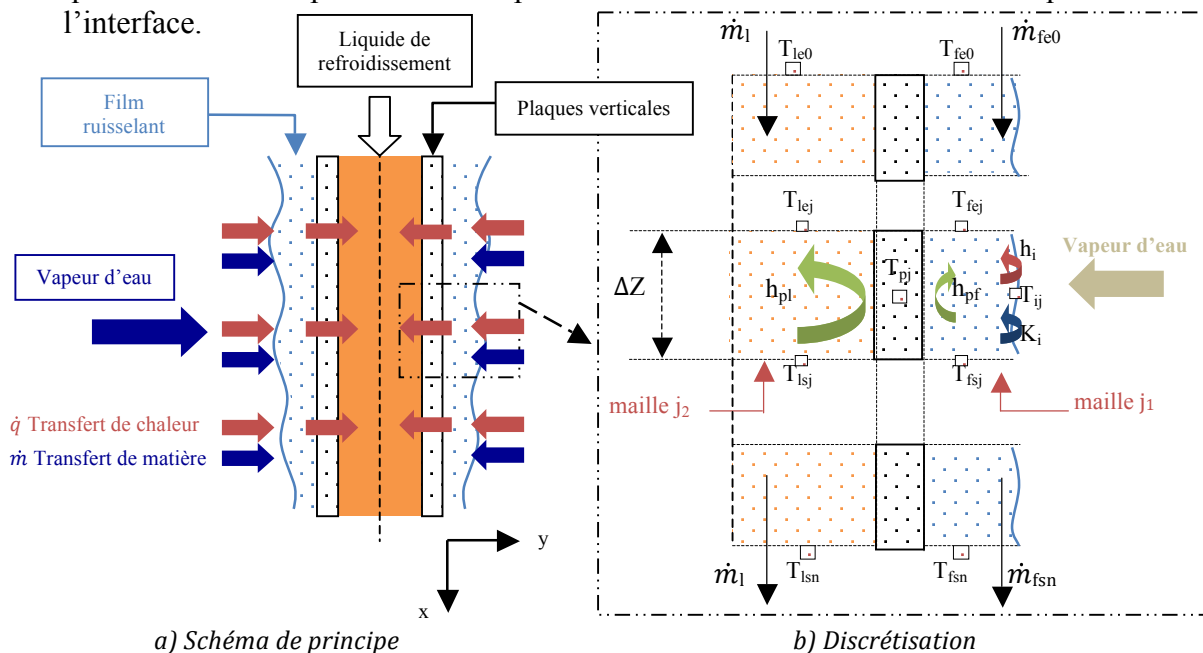 l’interface.
Liquide de
refroidissement
Film
ruisselant
Plaques verticales
Vapeur d’eau
q̇ Transfert de chaleur
ṁ Transfert de matière
y
x
a) Schéma de principe
ṁl
Tle0
Tfe0
ṁfe0
Tlej
Tfej
Vapeur d’eau
ΔZ
hpl
Tpj
hpf
hi
Tij
Ki
Tlsj
Tfsj
maille j2
maille j1
ṁl
Tlsn
Tfsn
ṁfsn
b) Discrétisation